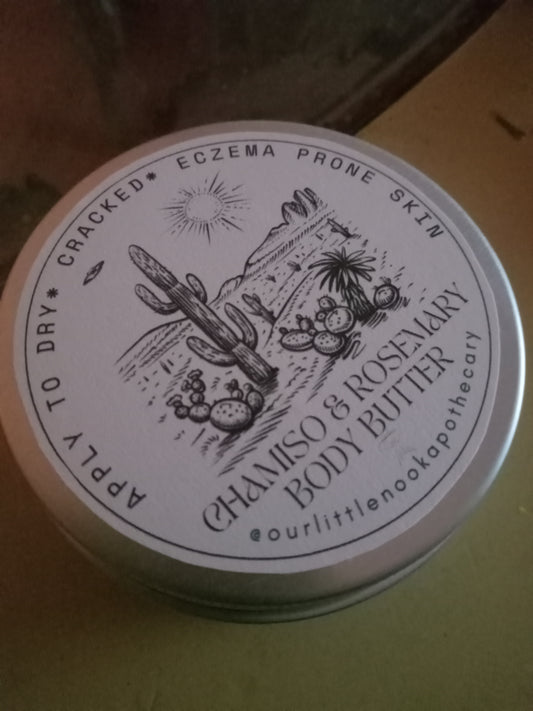 APPLY TO DRY* CRACKED* ECZEMA PRONE SKIN
CHAMISO & ROSEMARY
BODY BUTTER
@ourlittlenookapothecary